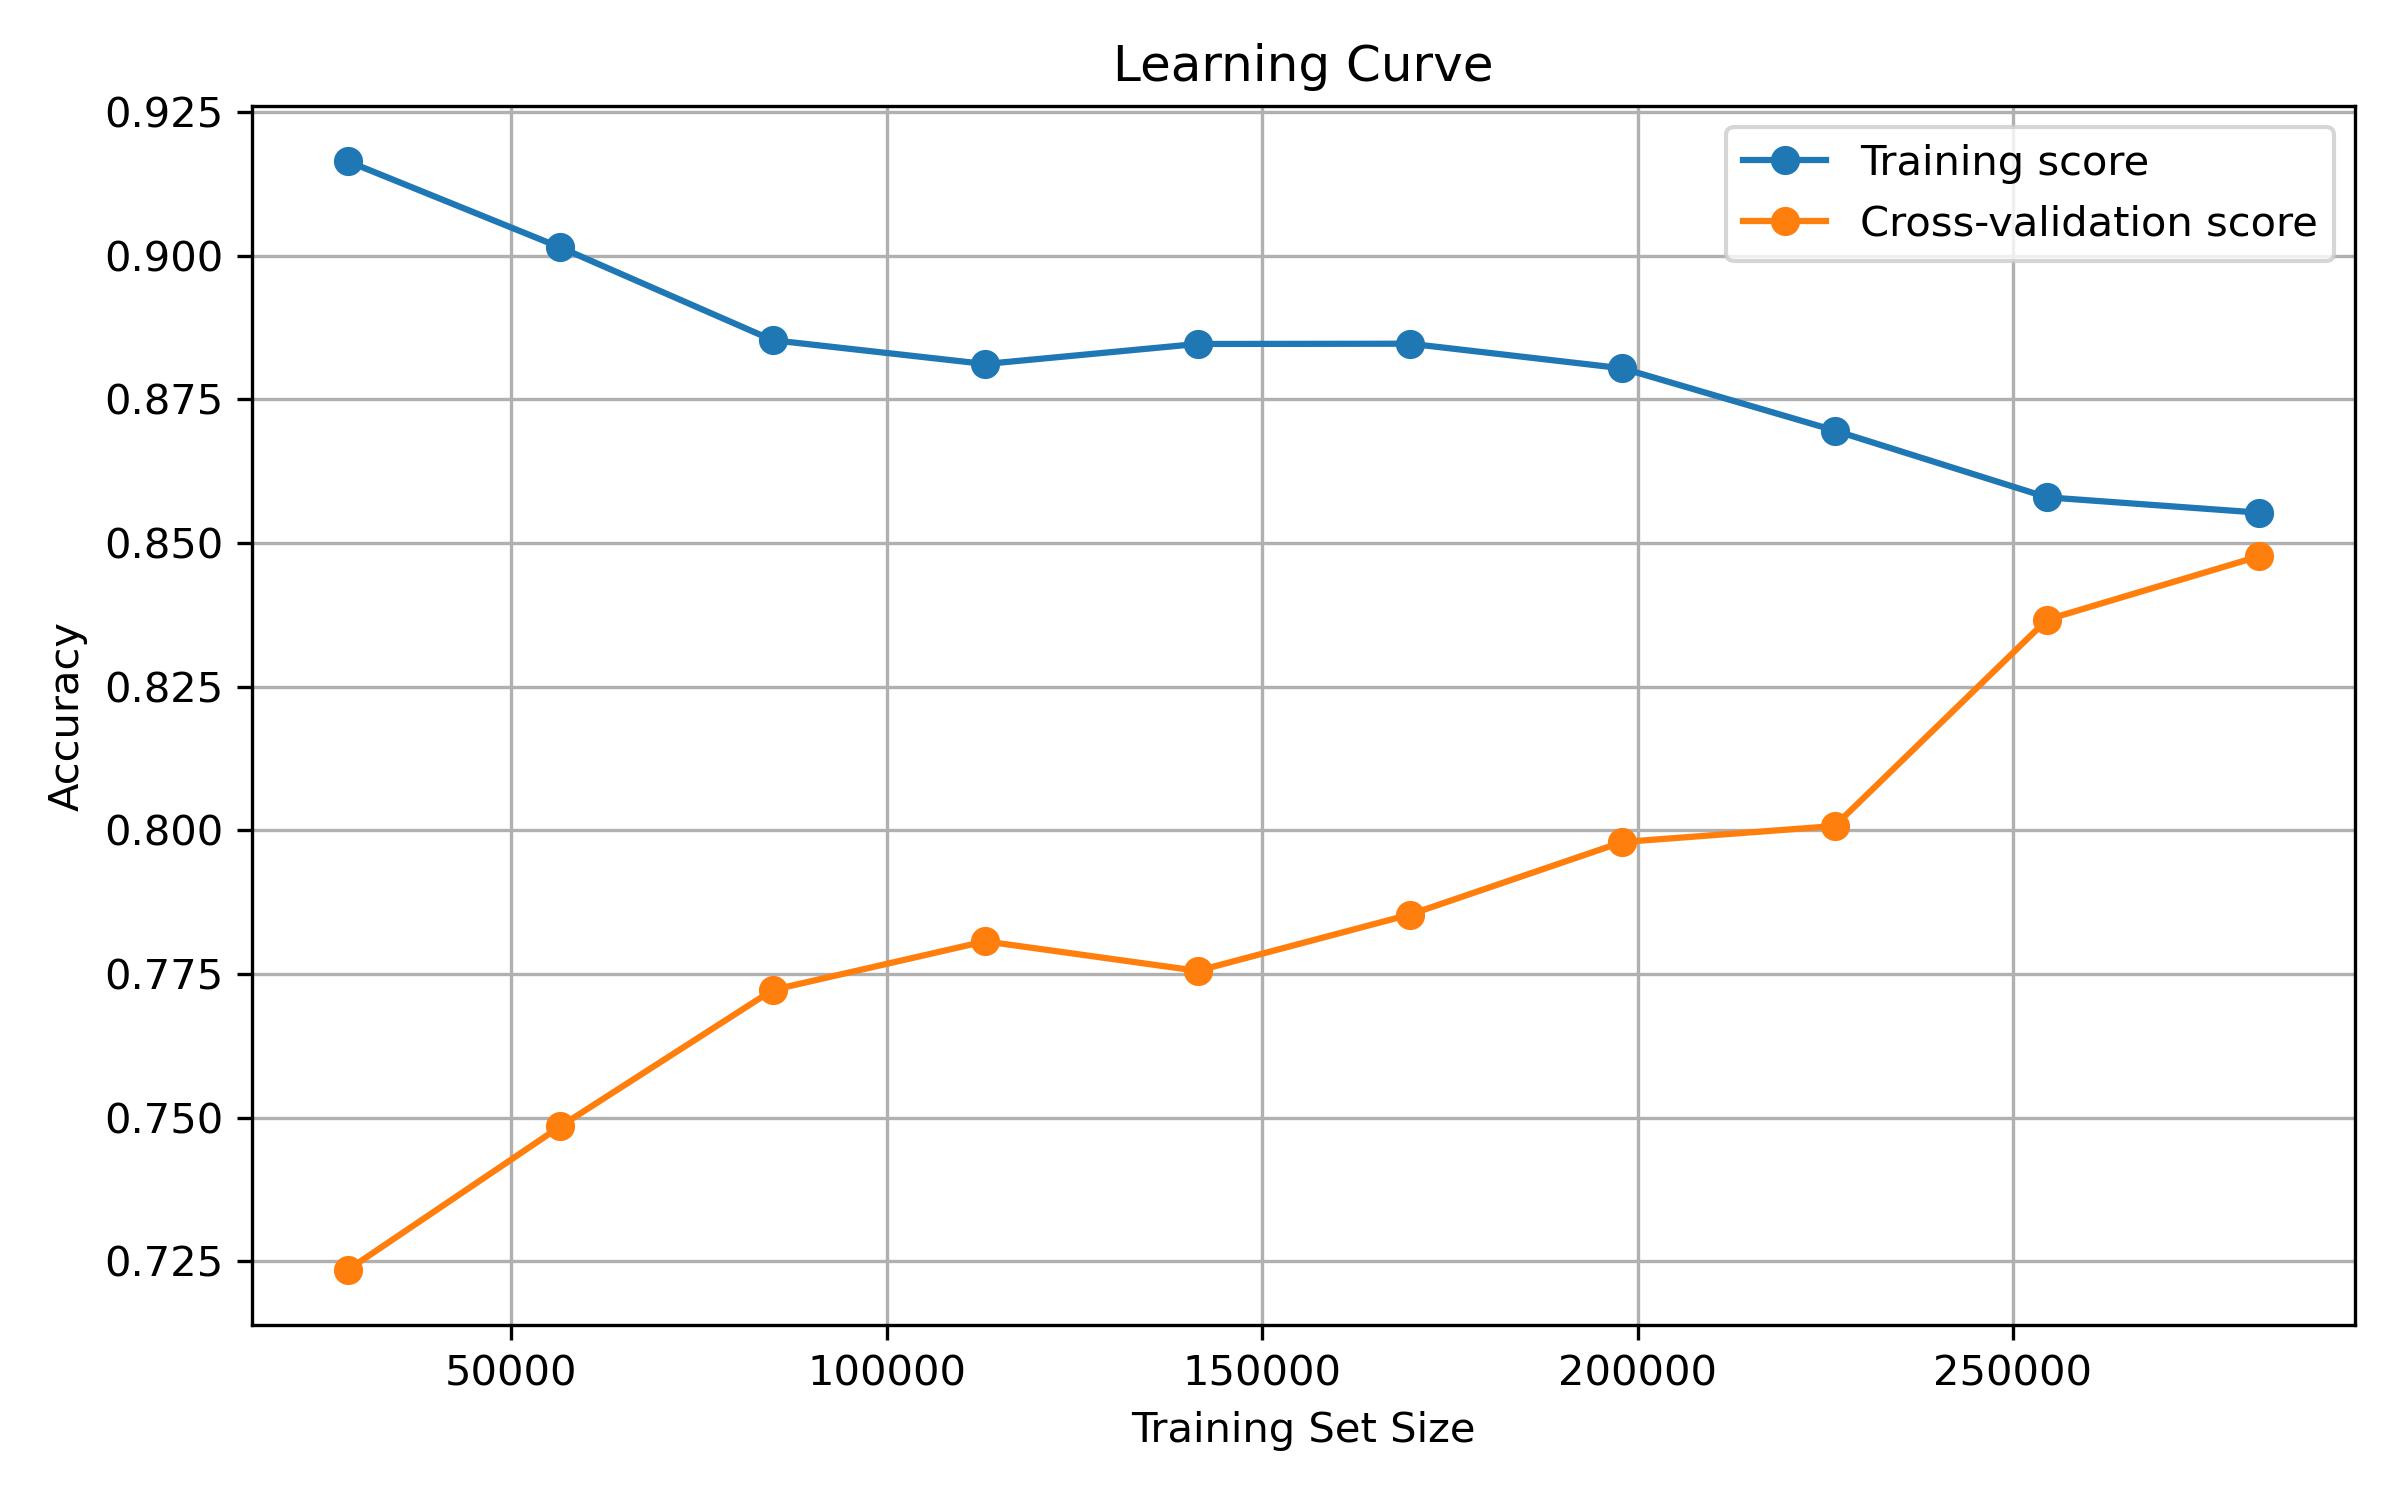 Learning Curve
0.925
0.900
0.875
0.850
0.825
0.800
0.775
0.750
0.725
Accuracy
Training score
Cross-validation score
50000 100000 150000 200000 250000
Training Set Size